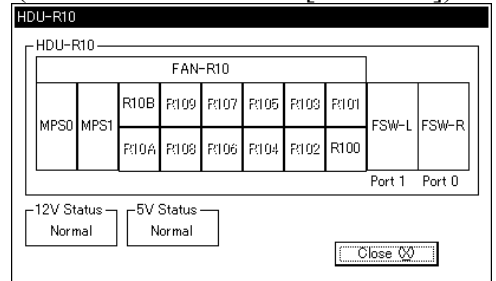 HDU-R10
HDU-R10
FAN-R10
MPS0 MPS1 R10B R109 R107 R105 R103 R101 FSW-L FSW-R
R10A R108 R106 R104 R102 R100
Port 1 Port 0
12V Status 5V Status
Normal Normal
Close (X)